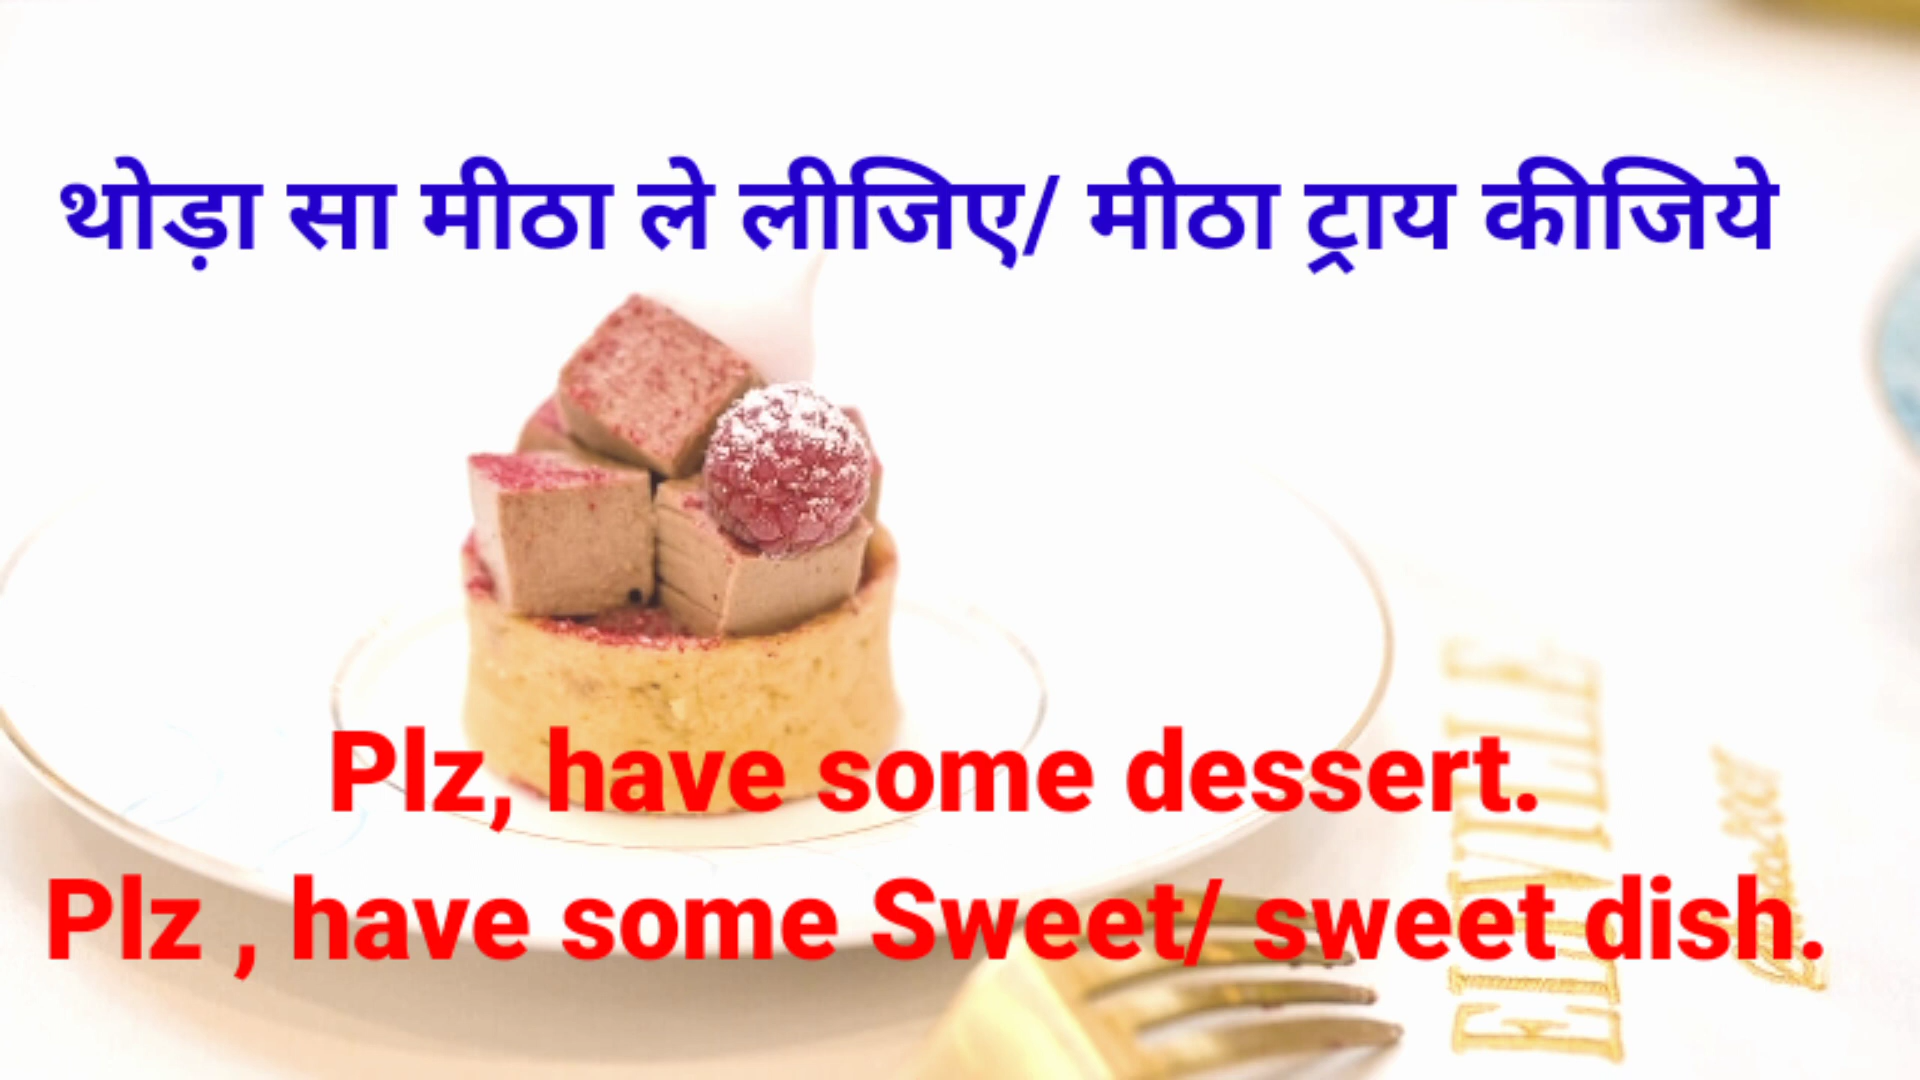 थोड़ा सा मीठा ले लीजिए/ मीठा ट्राय कीजिये
Plz, have some dessert.
Plz , have some Sweet/ sweet dish.